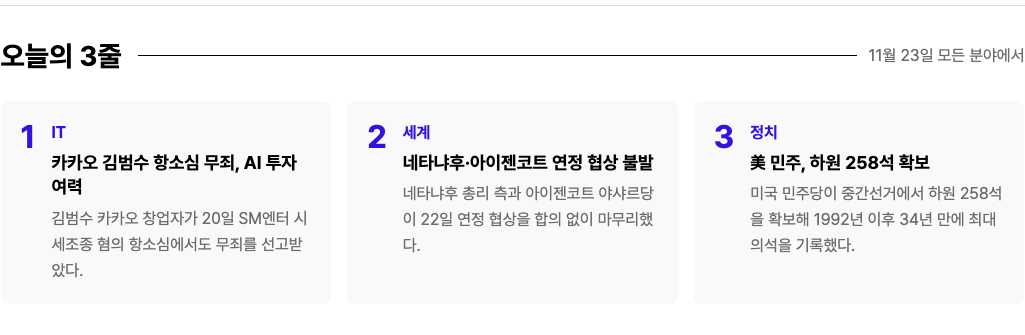 오늘의 3줄
11월 23일 모든 분야에서
1
IT
카카오 김범수 항소심 무죄, AI 투자
여력
김범수 카카오 창업자가 20일 SM엔터 시
세조종 혐의 항소심에서도 무죄를 선고받
았다.
2
세계
네타냐후·아이젠코트 연정 협상 불발
네타냐후 총리 측과 아이젠코트 야샤르당
이 22일 연정 협상을 합의 없이 마무리했
다.
3
정치
美 민주, 하원 258석 확보
미국 민주당이 중간선거에서 하원 258석
을 확보해 1992년 이후 34년 만에 최대
의석을 기록했다.